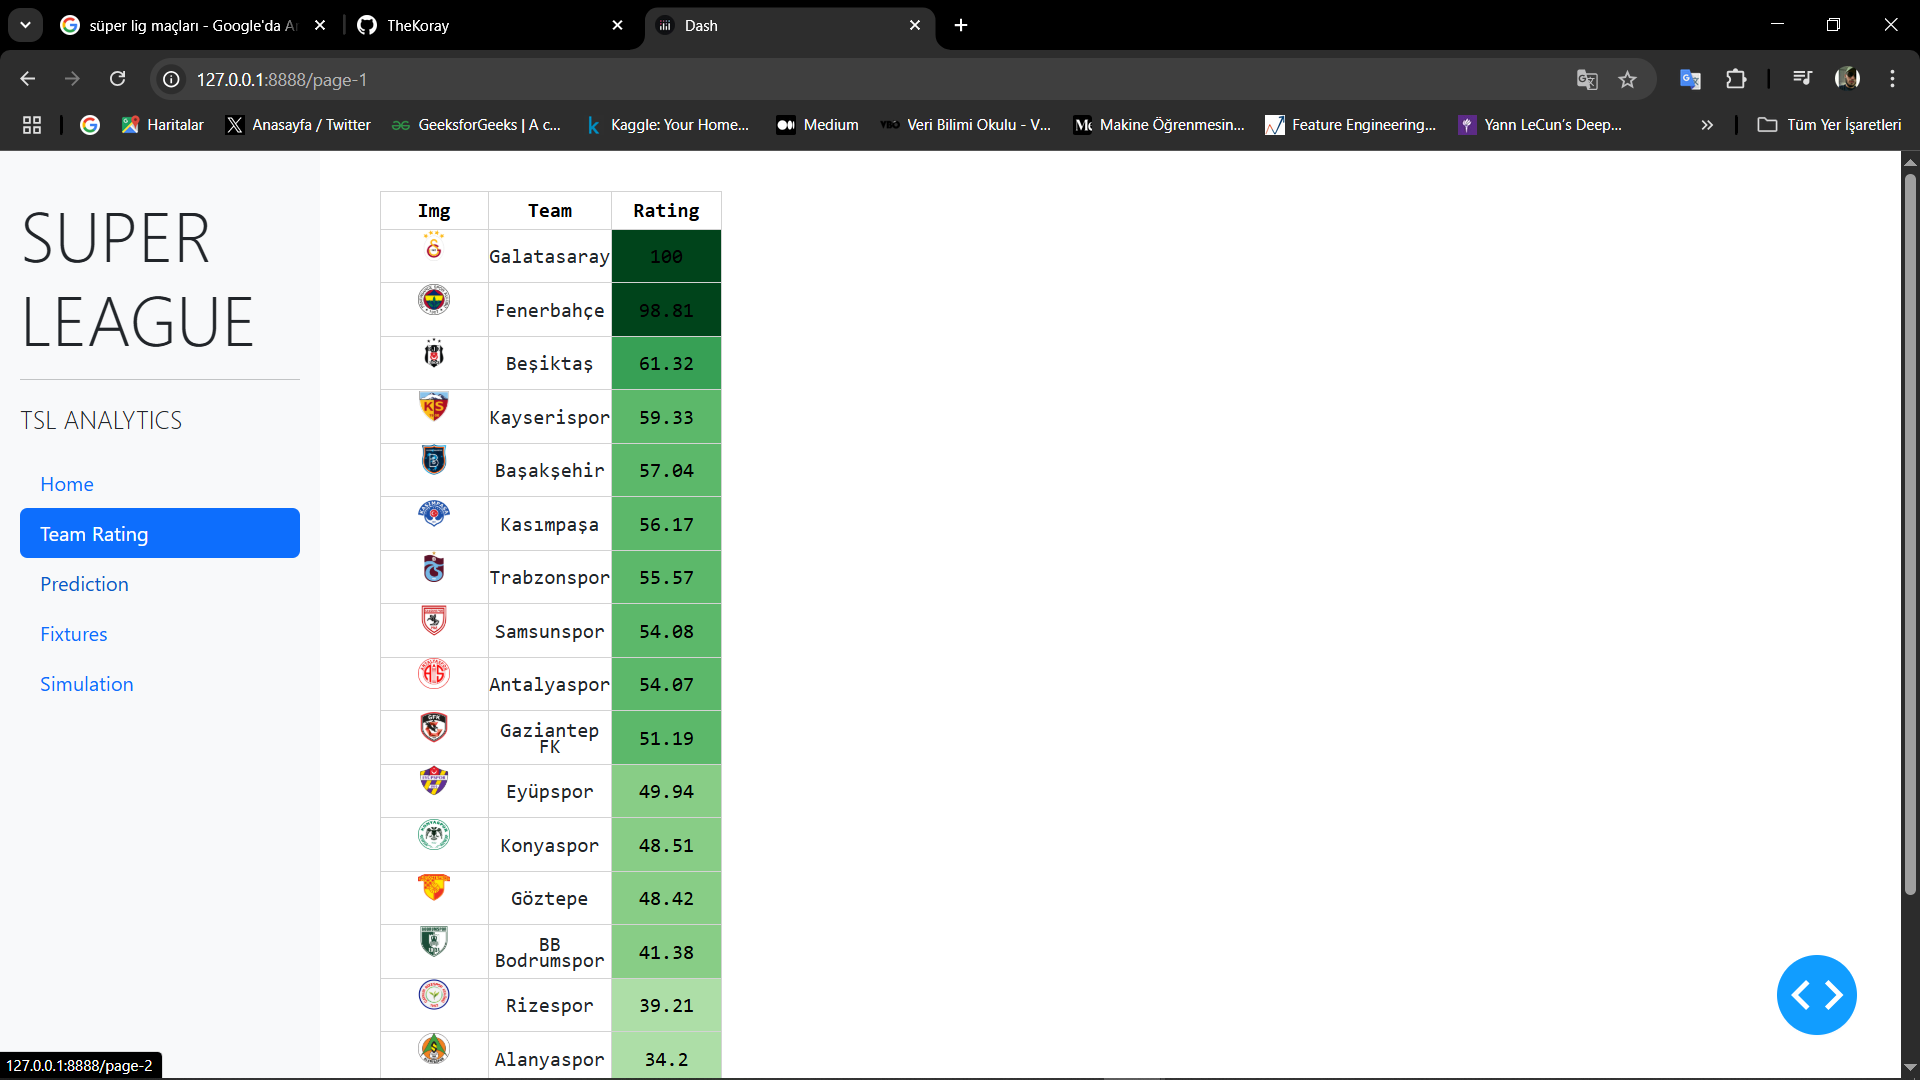 süper lig maçları - Google'da Ar
TheKoray
Dash
127.0.0.1:8888/page-1
Haritalar
Anasayfa / Twitter
GeeksforGeeks | A c...
Kaggle: Your Home...
Medium
Veri Bilimi Okulu - V...
Makine Öğrenmesin...
Feature Engineering...
Yann LeCun's Deep...
Tüm Yer İşaretleri
SUPER
LEAGUE
TSL ANALYTICS
Home
Team Rating
Prediction
Fixtures
Simulation
Img Team Rating
Galatasaray 100
Fenerbahçe 98.81
Beşiktaş 61.32
Kayserispor 59.33
Başakşehir 57.04
Kasımpaşa 56.17
Trabzonspor 55.57
Samsunspor 54.08
Antalyaspor 54.07
Gaziantep
FK 51.19
Eyüpspor 49.94
Konyaspor 48.51
Göztepe 48.42
BB
Bodrumspor 41.38
Rizespor 39.21
Alanyaspor 34.2
127.0.0.1:8888/page-2